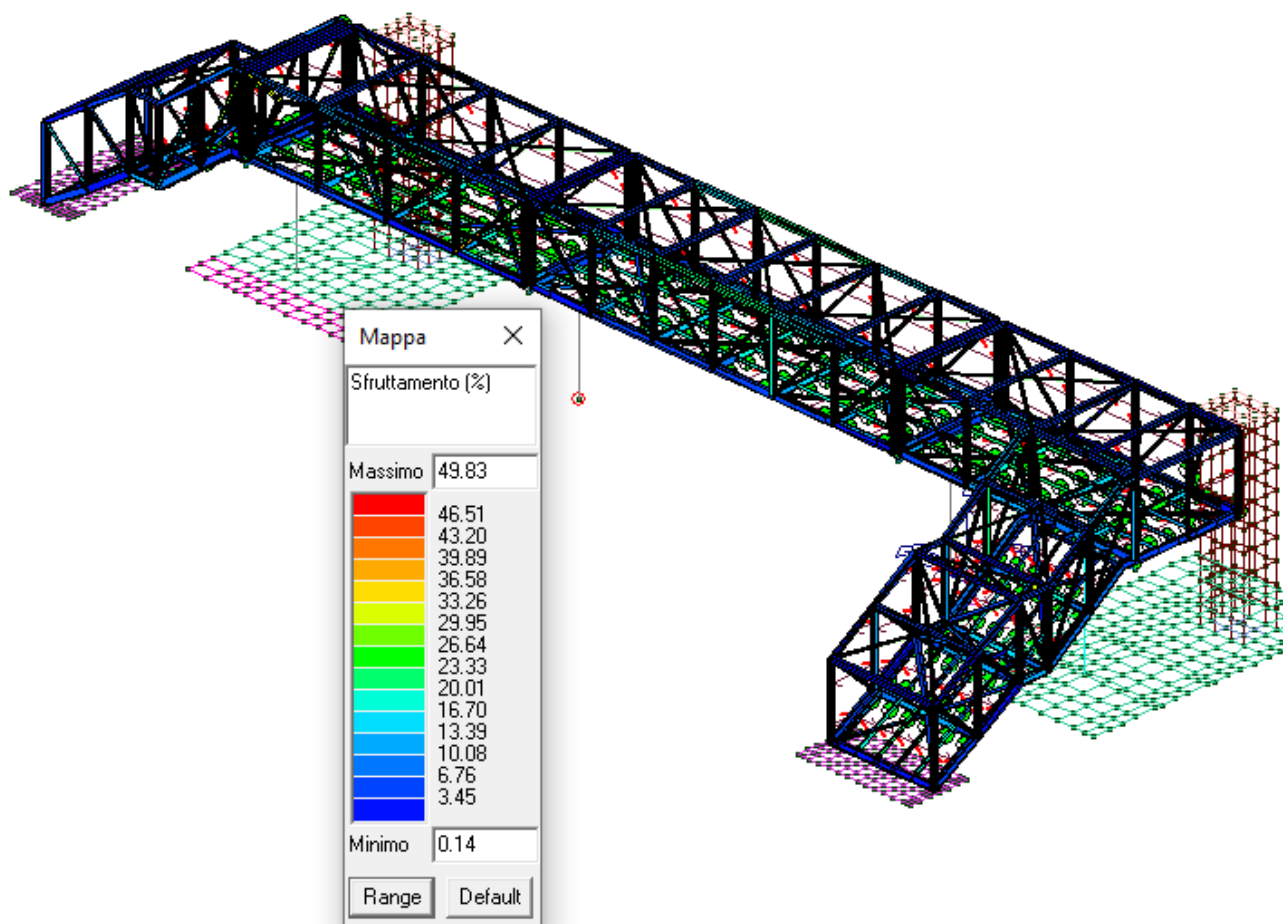 Mappa
Sfruttamento (%)
Massimo 49.83
46.51
43.20
39.89
36.58
33.26
29.95
26.64
23.33
20.01
16.70
13.39
10.08
6.76
3.45
Minimo 0.14
Range Default